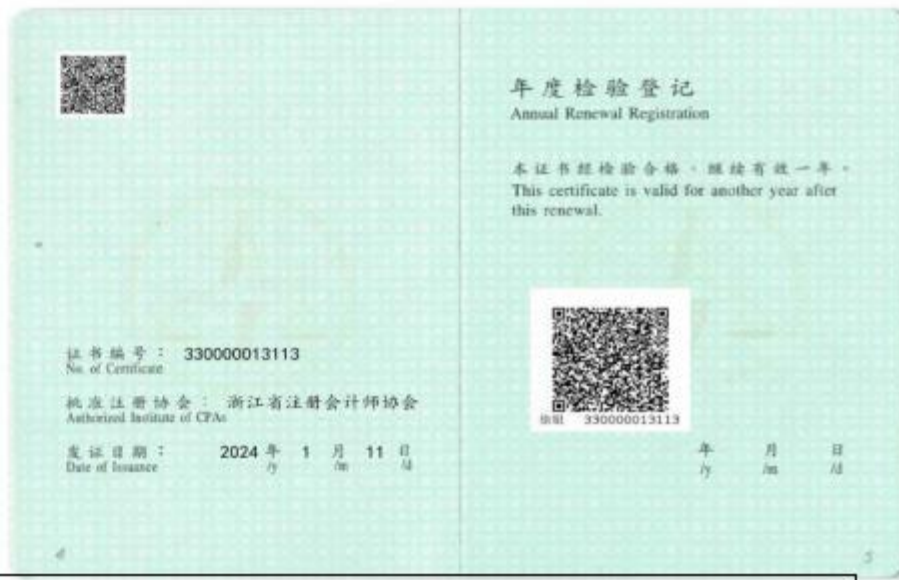 证书编号： 330000013113
No. of Certificate
批准注册协会： 浙江省注册会计师协会
Authorized Institute of CPAs
发证日期： 2024 年 1 月 11 日
Date of Issuance /y /m /d
4
年度检验登记
Annual Renewal Registration
本证书经检验合格，继续有效一年。
This certificate is valid for another year after
this renewal.
330000013113
年 月 日
/y /m /d
5